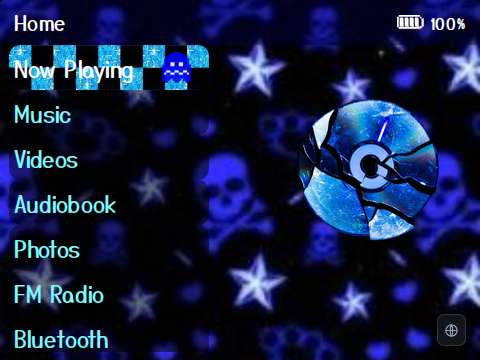 Home
100%
Now Playing
Music
Videos
Audiobook
Photos
FM Radio
Bluetooth